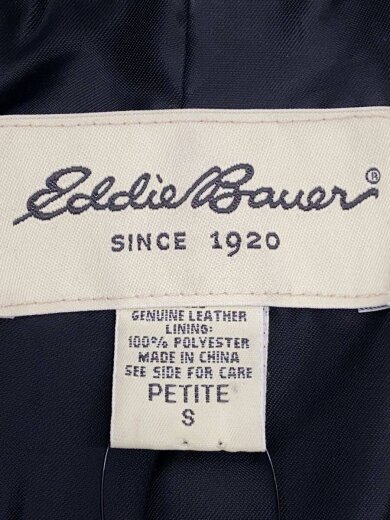 Eddie Bauer®
SINCE 1920
GENUINE LEATHER
LINING:
100% POLYESTER
MADE IN CHINA
SEE SIDE FOR CARE
PETITE
S